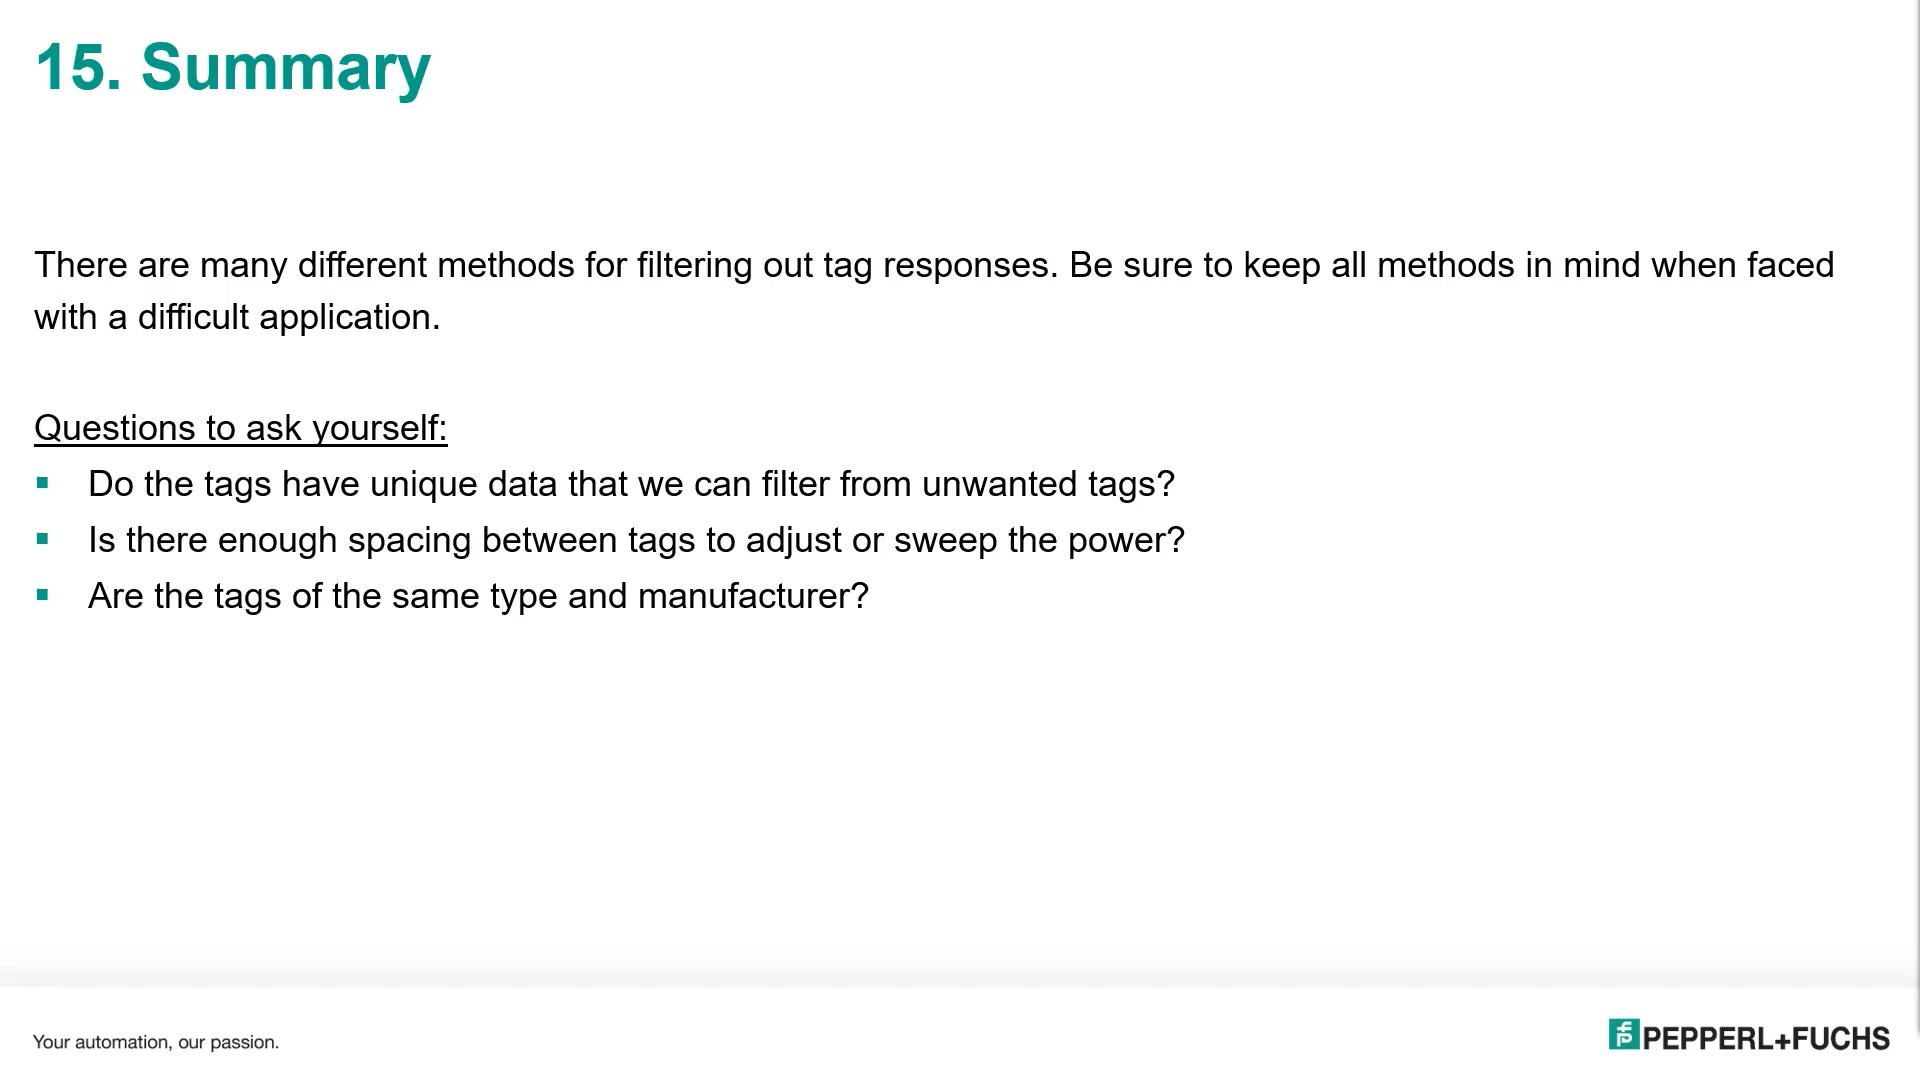 15. Summary
There are many different methods for filtering out tag responses. Be sure to keep all methods in mind when faced
with a difficult application.
Questions to ask yourself:
Do the tags have unique data that we can filter from unwanted tags?
Is there enough spacing between tags to adjust or sweep the power?
Are the tags of the same type and manufacturer?
Your automation, our passion.
PEPPERL+FUCHS